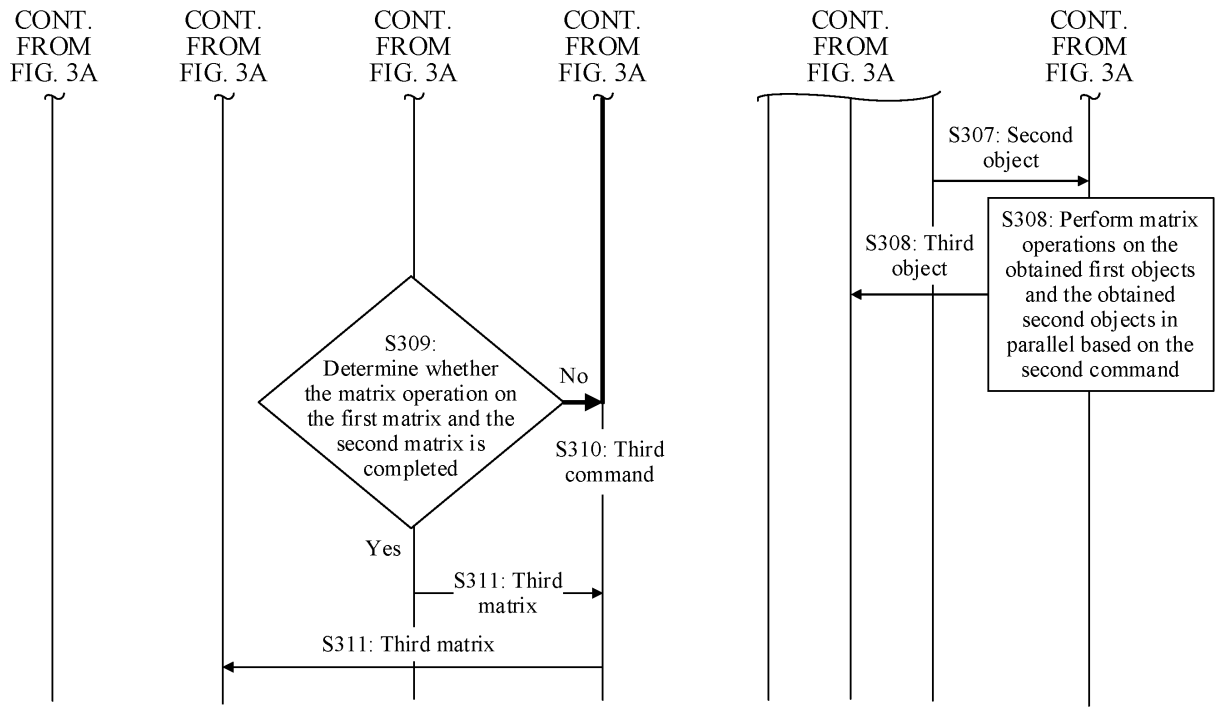 CONT.
FROM
FIG. 3A
CONT.
FROM
FIG. 3A
CONT.
FROM
FIG. 3A
CONT.
FROM
FIG. 3A
CONT.
FROM
FIG. 3A
CONT.
FROM
FIG. 3A
S307: Second
object
S308: Perform matrix
operations on the
obtained first objects
and the obtained
second objects in
parallel based on the
second command
S308: Third
object
S309:
Determine whether
the matrix operation on
the first matrix and the
second matrix is
completed
No
S310: Third
command
Yes
S311: Third
matrix
S311: Third matrix